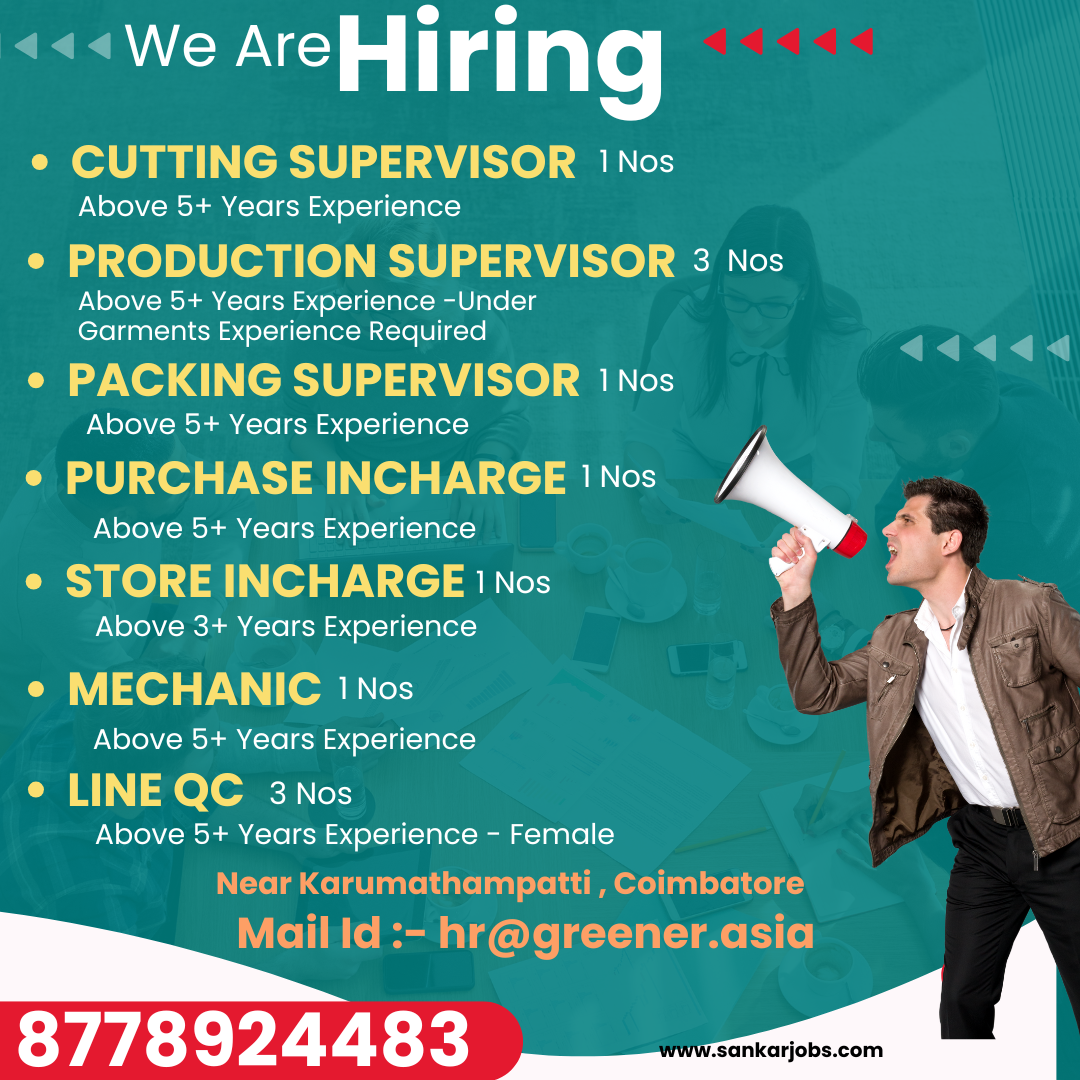 We Are Hiring
CUTTING SUPERVISOR 1 Nos
Above 5+ Years Experience
PRODUCTION SUPERVISOR 3 Nos
Above 5+ Years Experience -Under
Garments Experience Required
PACKING SUPERVISOR 1 Nos
Above 5+ Years Experience
PURCHASE INCHARGE 1 Nos
Above 5+ Years Experience
STORE INCHARGE 1 Nos
Above 3+ Years Experience
MECHANIC 1 Nos
Above 5+ Years Experience
LINE QC 3 Nos
Above 5+ Years Experience - Female
Near Karumathampatti , Coimbatore
Mail Id :- hr@greener.asia
8778924483
www.sankarjobs.com